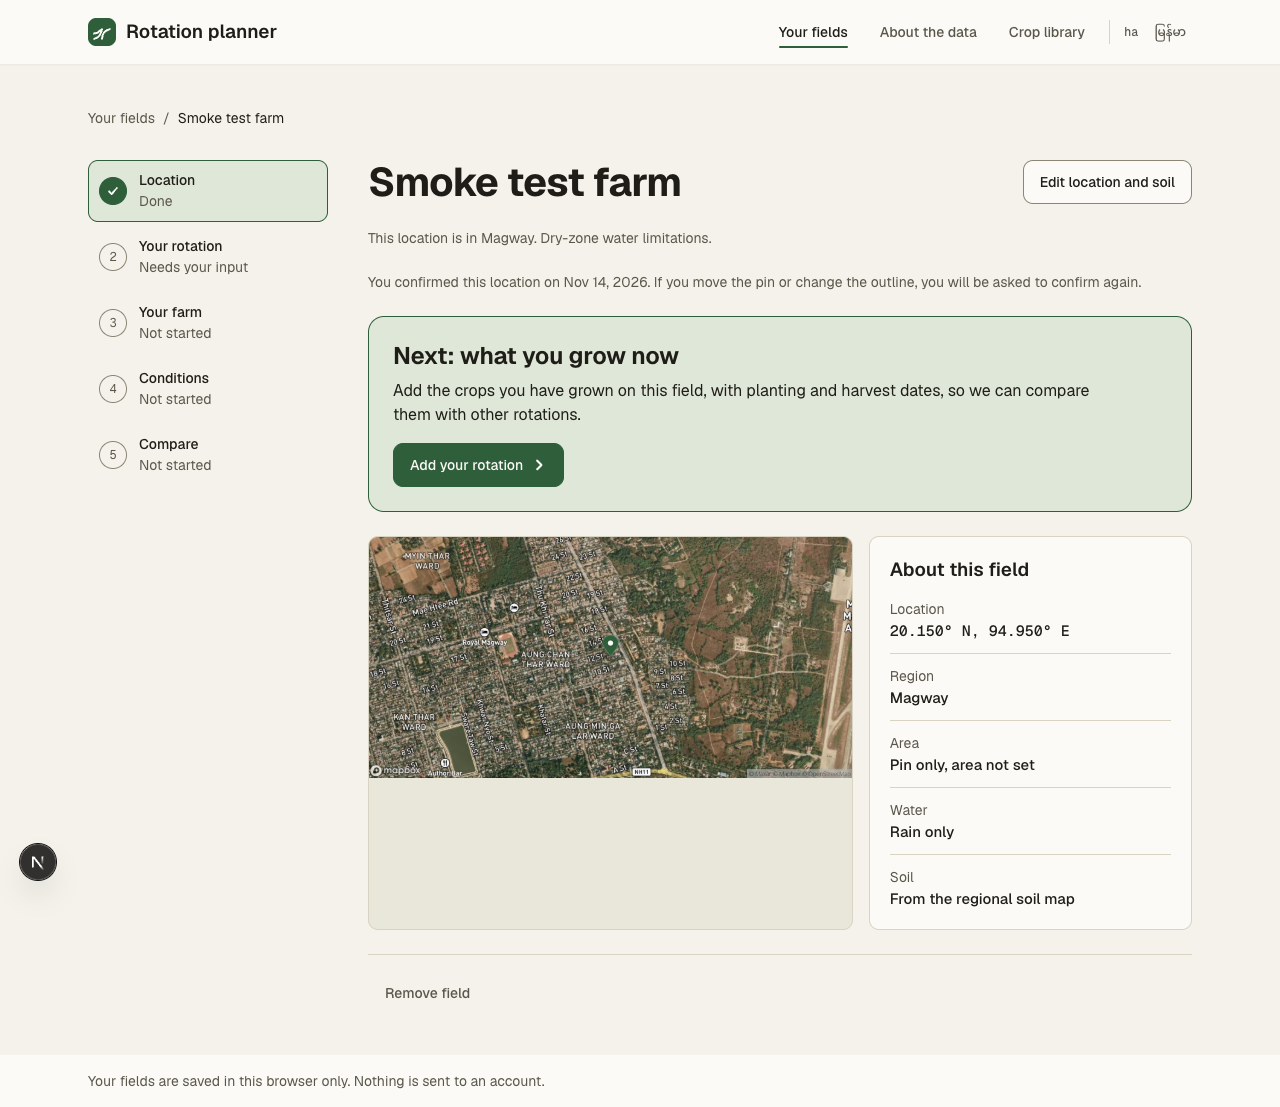 Rotation planner
Your fields
About the data
Crop library
ha
မြန်မာ
Your fields / Smoke test farm
Location
Done
2
Your rotation
Needs your input
3
Your farm
Not started
4
Conditions
Not started
5
Compare
Not started
Smoke test farm
Edit location and soil
This location is in Magway. Dry-zone water limitations.
You confirmed this location on Nov 14, 2026. If you move the pin or change the outline, you will be asked to confirm again.
Next: what you grow now
Add the crops you have grown on this field, with planting and harvest dates, so we can compare
them with other rotations.
Add your rotation
MYIN THAR
WARD
Royal Magway
AUNG CHAN
THAR WARD
KAN THAR
WARD
AUNG MIN GA
LAR WARD
NH11
mapbox
About this field
Location
20.150° N, 94.950° E
Region
Magway
Area
Pin only, area not set
Water
Rain only
Soil
From the regional soil map
N
Remove field
Your fields are saved in this browser only. Nothing is sent to an account.